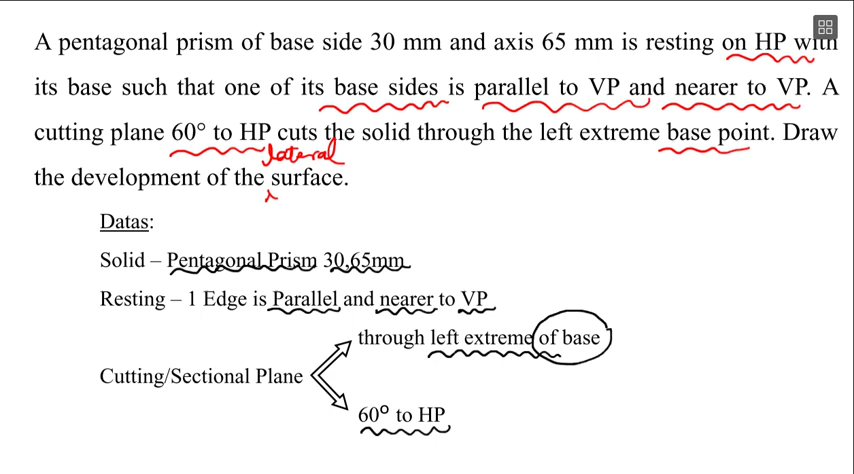 A pentagonal prism of base side 30 mm and axis 65 mm is resting on HP with
its base such that one of its base sides is parallel to VP and nearer to VP. A
cutting plane 60° to HP cuts the solid through the left extreme base point. Draw
lateral
the development of the surface.
Datas:
Solid – Pentagonal Prism 30,65mm
Resting – 1 Edge is Parallel and nearer to VP
through left extreme of base
Cutting/Sectional Plane
60° to HP